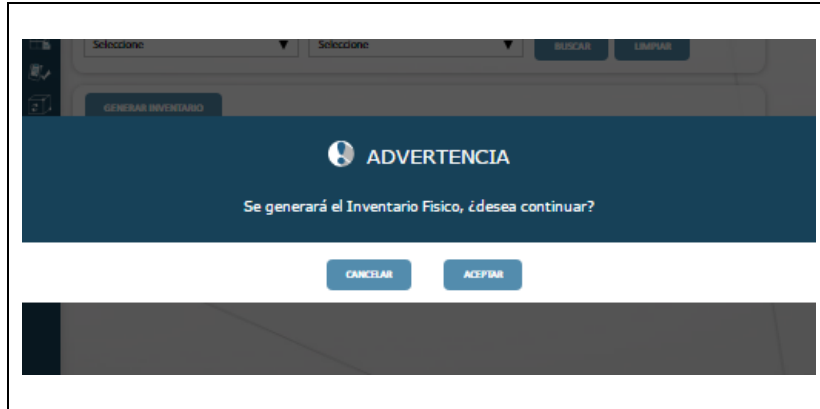 Seleccione Seleccione BUSCAR LIMPIAR
GENERAR INVENTARIO
ADVERTENCIA
Se generará el Inventario Fisico, ¿desea continuar?
CANCELAR ACEPTAR